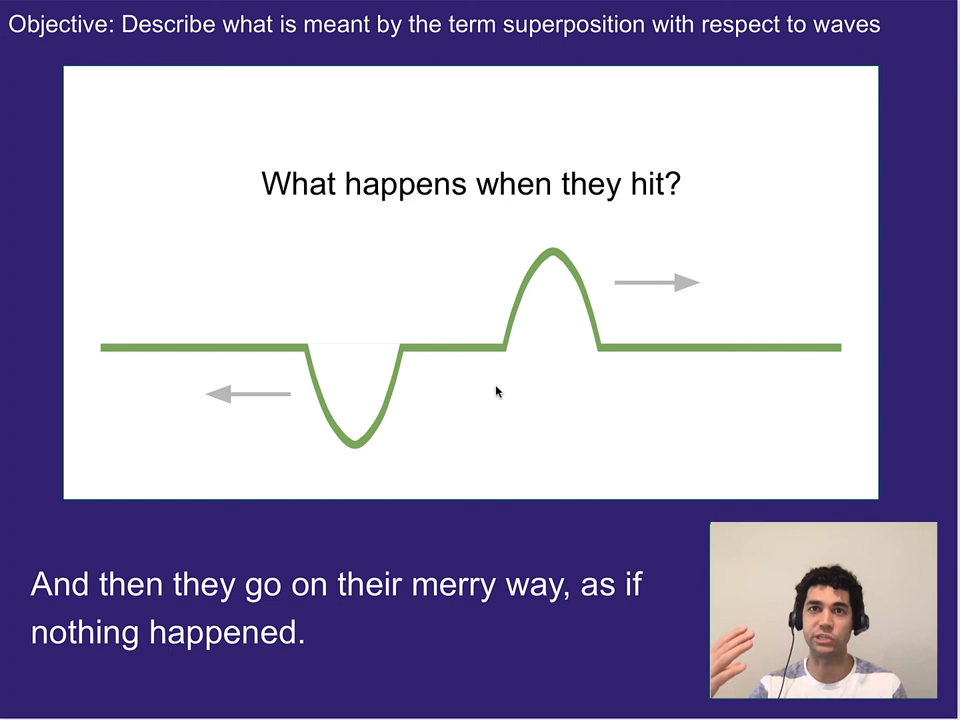 Objective: Describe what is meant by the term superposition with respect to waves
What happens when they hit?
And then they go on their merry way, as if
nothing happened.